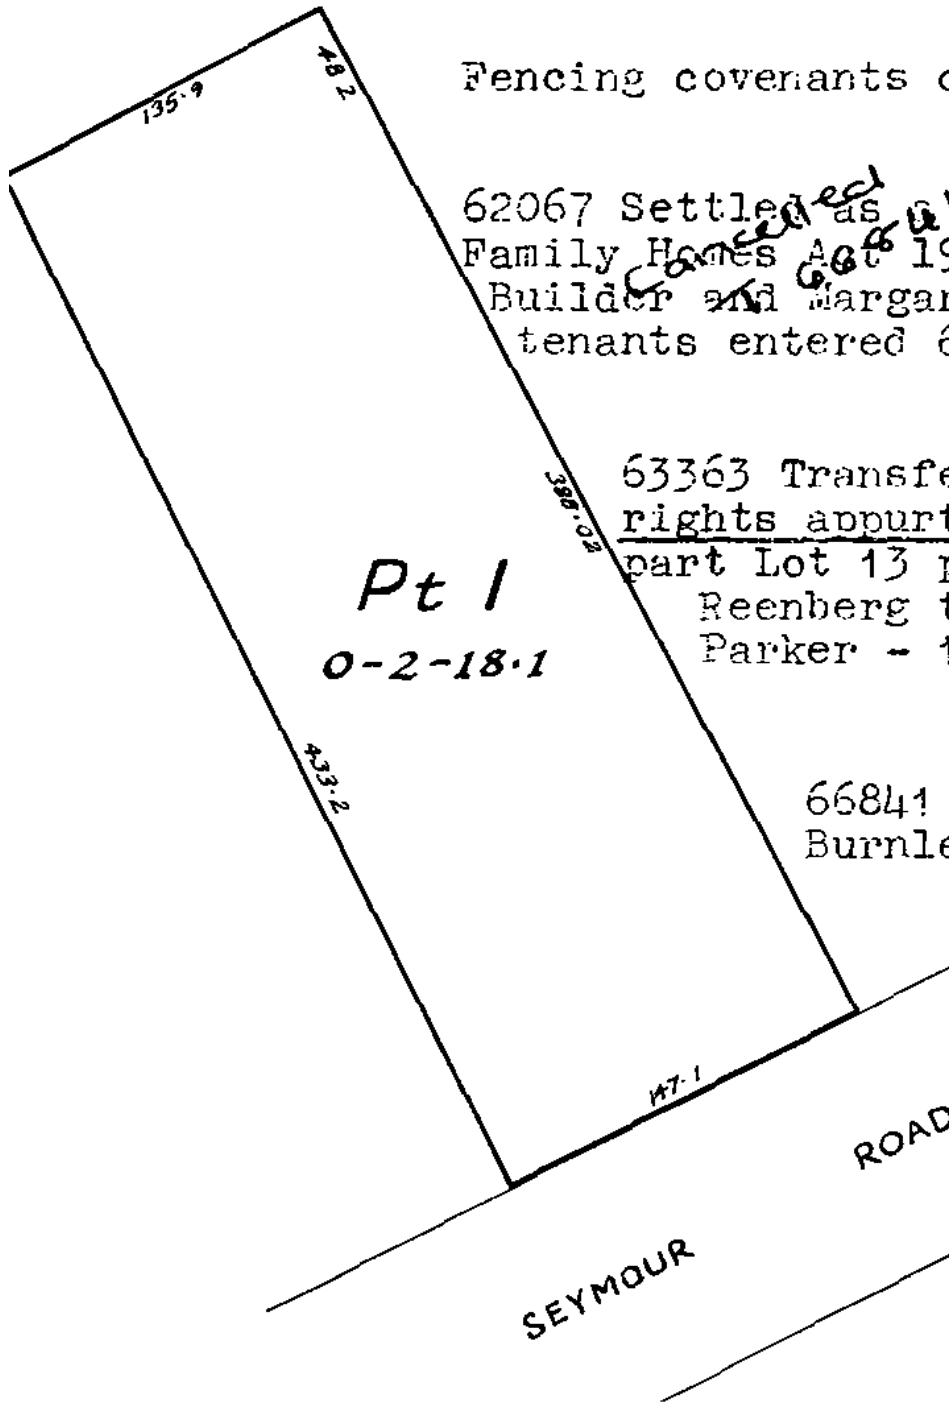 135.9
48.2
Fencing covenants
62067 Settled as
Family Homes Act 19
Builder and Margar
tenants entered 6
Cancelled
388.02
63363 Transfe
rights appurt
part Lot 13
Reenberg t
Parker - 1
Pt 1
0-2-18.1
433.2
66841
Burnle
147.1
ROAD
SEYMOUR